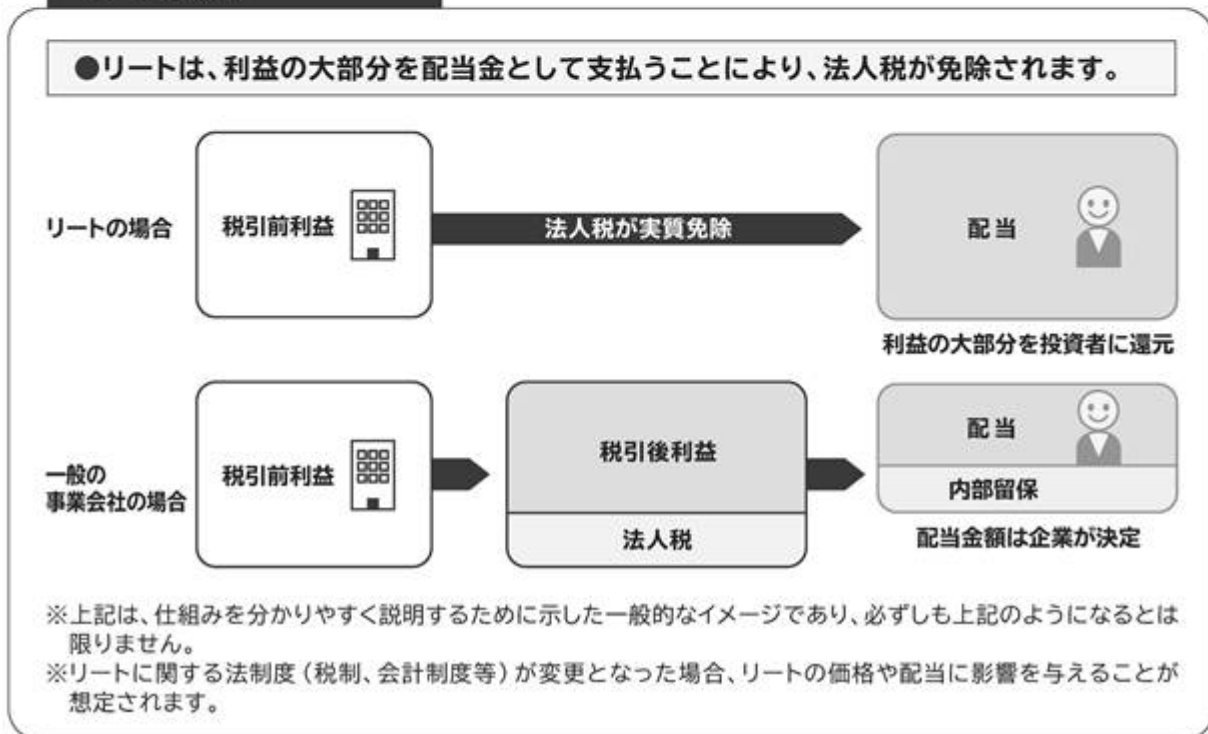 ●リートは、利益の大部分を配当金として支払うことにより、法人税が免除されます。
リートの場合
税引前利益
法人税が実質免除
配当
利益の大部分を投資者に還元
一般の
事業会社の場合
税引前利益
税引後利益
法人税
配当
内部留保
配当金額は企業が決定
※上記は、仕組みを分かりやすく説明するために示した一般的なイメージであり、必ずしも上記のようになるとは
限りません。
※リートに関する法制度(税制、会計制度等)が変更となった場合、リートの価格や配当に影響を与えることが
想定されます。